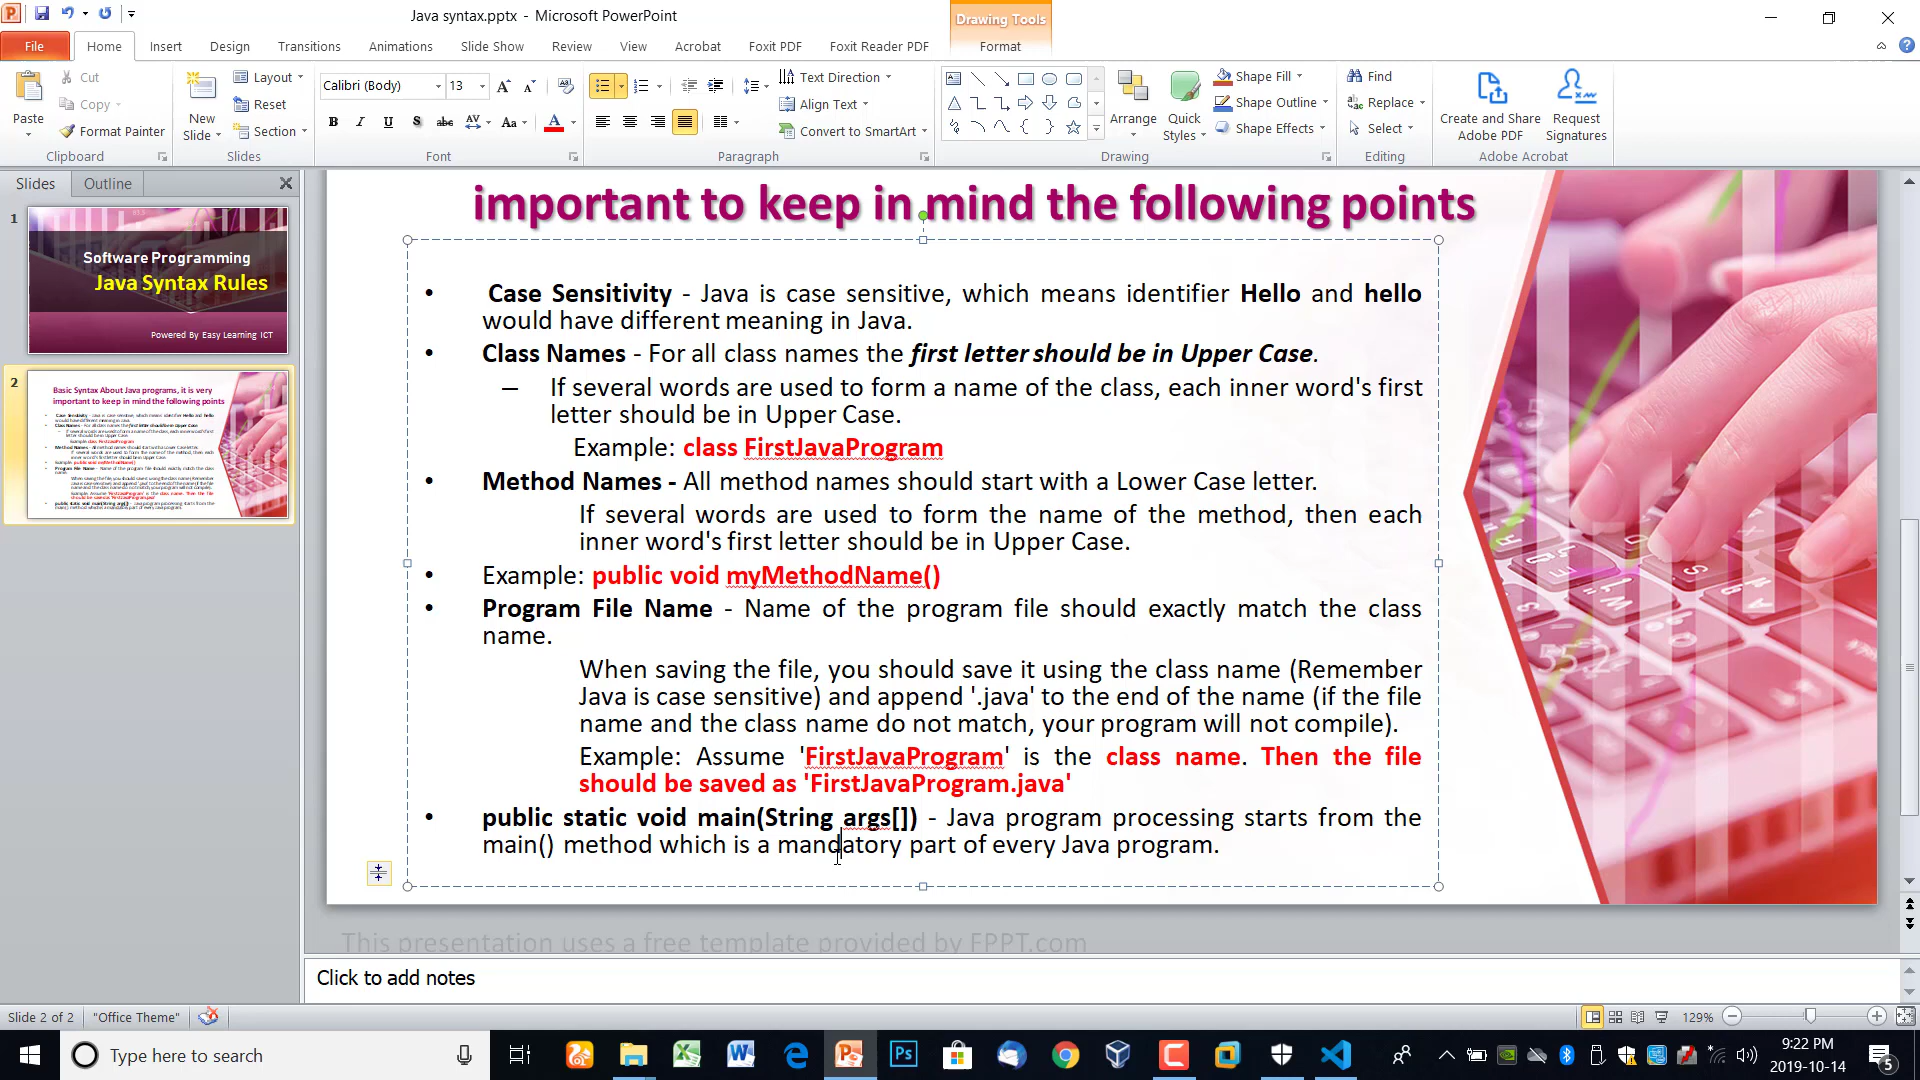 Java syntax.pptx - Microsoft PowerPoint
Drawing Tools
File Home Insert Design Transitions Animations Slide Show Review View Acrobat Foxit PDF Foxit Reader PDF Format
Paste
Cut
Copy
Format Painter
Clipboard
New Slide
Layout
Reset
Section
Slides
Calibri (Body) 13
B I U S abc AV Aa A
Font
Text Direction
Align Text
Convert to SmartArt
Paragraph
Arrange
Quick Styles
Shape Fill
Shape Outline
Shape Effects
Drawing
Find
Replace
Select
Editing
Create and Share Adobe PDF
Request Signatures
Adobe Acrobat
Slides Outline
1
Software Programming
Java Syntax Rules
Powered By Easy Learning ICT
2
Basic Syntax About Java programs, it is very
important to keep in mind the following points
important to keep in mind the following points
• Case Sensitivity - Java is case sensitive, which means identifier Hello and hello
would have different meaning in Java.
• Class Names - For all class names the first letter should be in Upper Case.
– If several words are used to form a name of the class, each inner word's first
letter should be in Upper Case.
Example: class FirstJavaProgram
• Method Names - All method names should start with a Lower Case letter.
If several words are used to form the name of the method, then each
inner word's first letter should be in Upper Case.
• Example: public void myMethodName()
• Program File Name - Name of the program file should exactly match the class
name.
When saving the file, you should save it using the class name (Remember
Java is case sensitive) and append '.java' to the end of the name (if the file
name and the class name do not match, your program will not compile).
Example: Assume 'FirstJavaProgram' is the class name. Then the file
should be saved as 'FirstJavaProgram.java'
• public static void main(String args[]) - Java program processing starts from the
main() method which is a mandatory part of every Java program.
This presentation uses a free template provided by FPPT.com
Click to add notes
Slide 2 of 2 "Office Theme" 129%
Type here to search
9:22 PM
2019-10-14
5